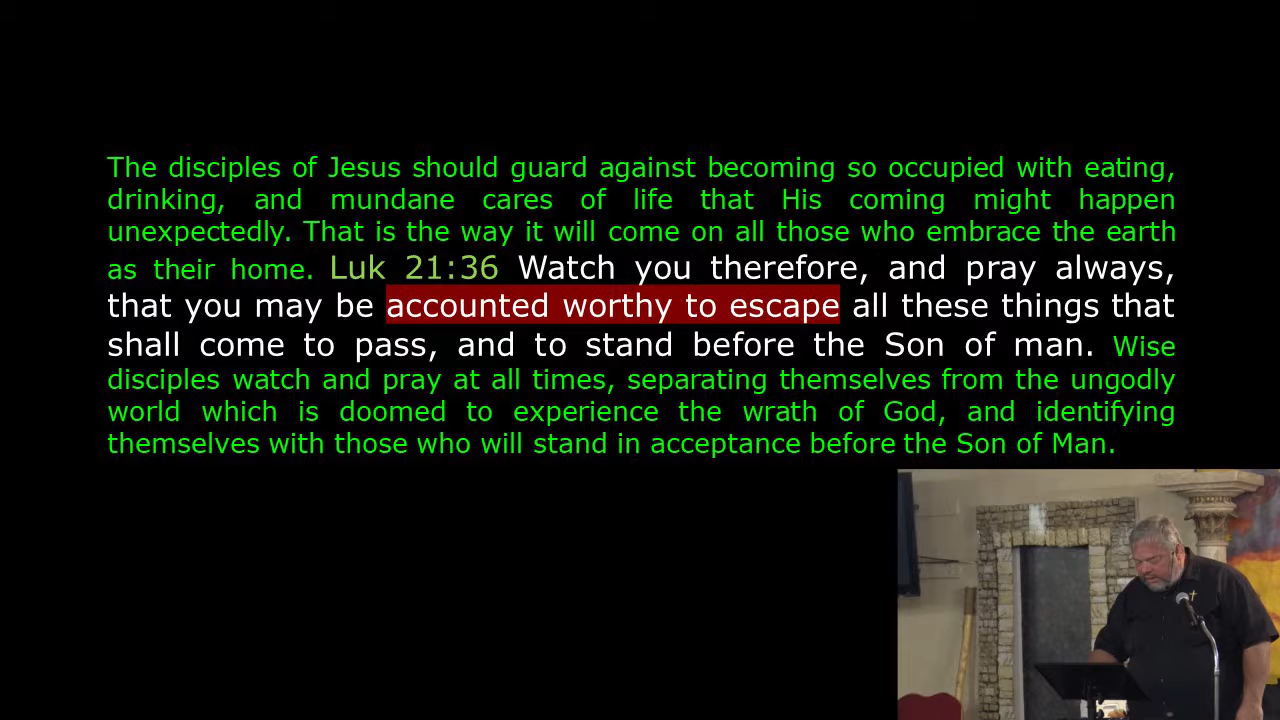 The disciples of Jesus should guard against becoming so occupied with eating,
drinking, and mundane cares of life that His coming might happen
unexpectedly. That is the way it will come on all those who embrace the earth
as their home. Luk 21:36 Watch you therefore, and pray always,
that you may be accounted worthy to escape all these things that
shall come to pass, and to stand before the Son of man. Wise
disciples watch and pray at all times, separating themselves from the ungodly
world which is doomed to experience the wrath of God, and identifying
themselves with those who will stand in acceptance before the Son of Man.